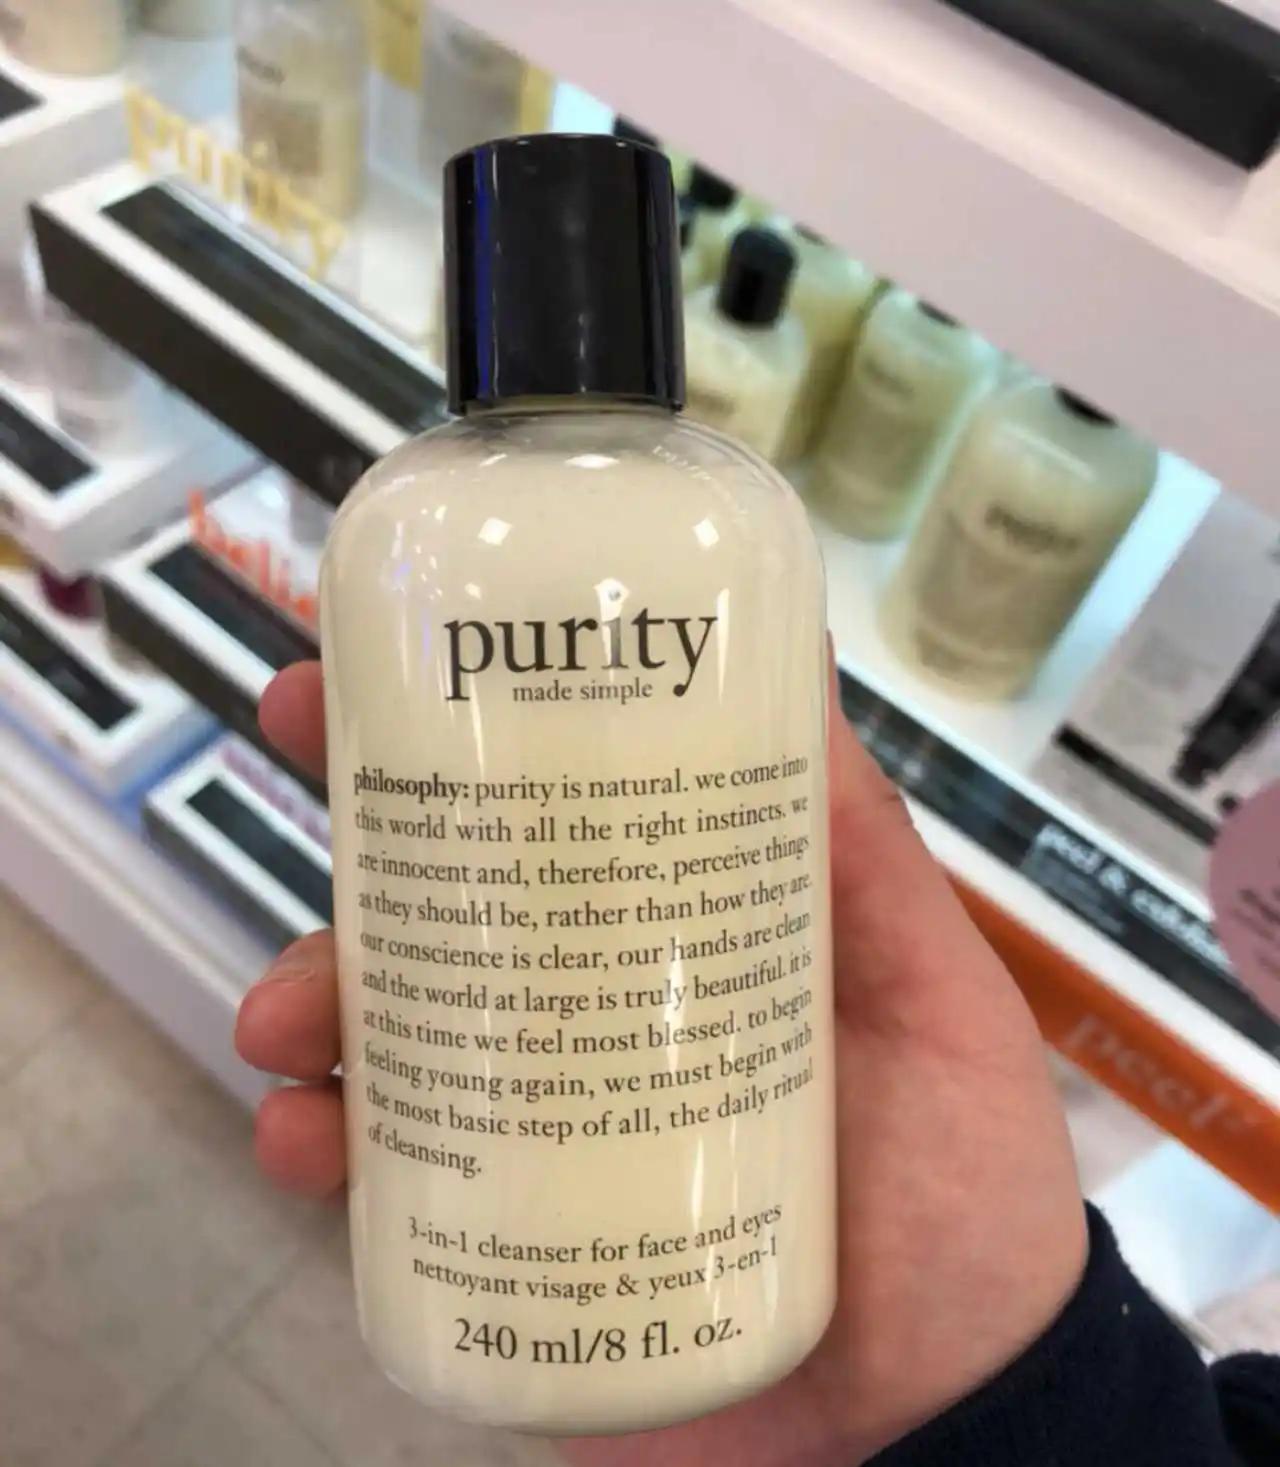 purity
made simple
philosophy: purity is natural. we come into
this world with all the right instincts. we
are innocent and, therefore, perceive things
as they should be, rather than how they are.
our conscience is clear, our hands are clean
and the world at large is truly beautiful. it is
at this time we feel most blessed. to begin
feeling young again, we must begin with
the most basic step of all, the daily ritual
of cleansing.
3-in-1 cleanser for face and eyes
nettoyant visage & yeux 3-en-1
240 ml/8 fl. oz.
purity
purity
peel &